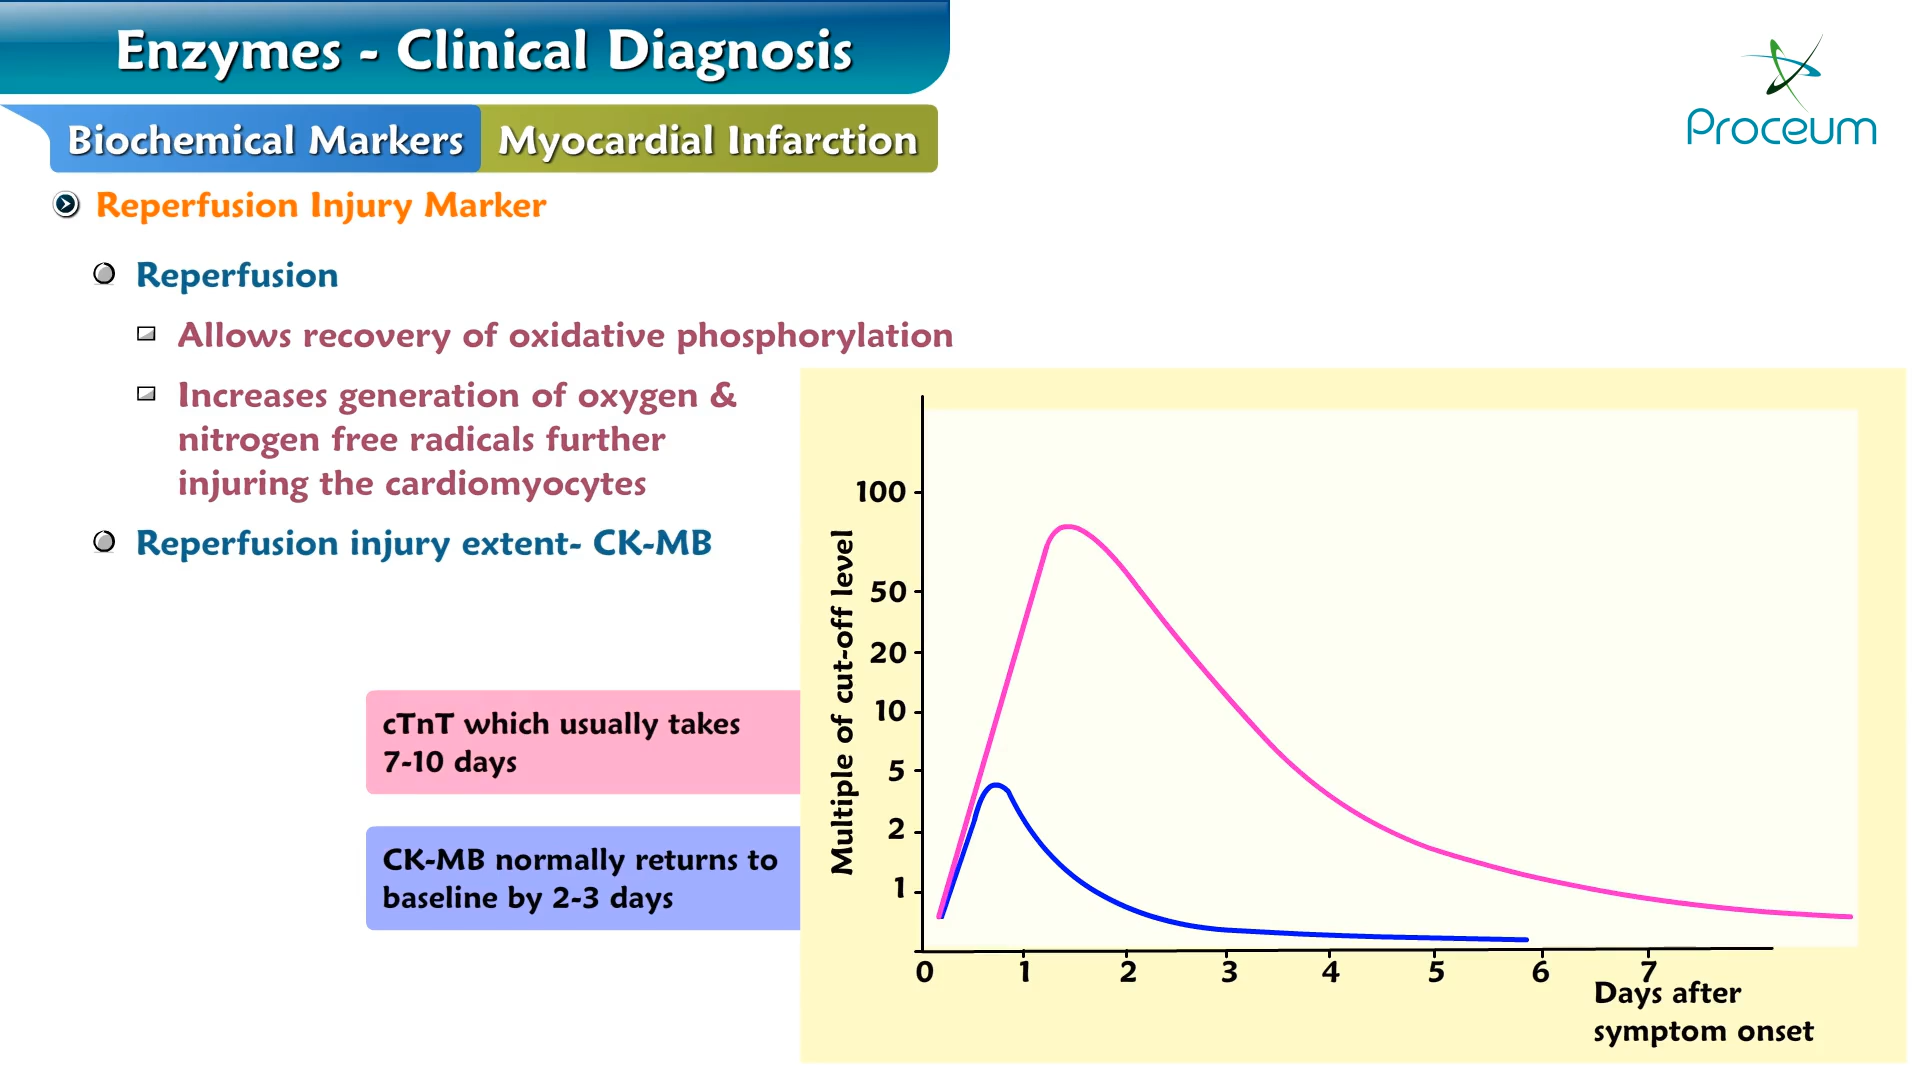 Enzymes - Clinical Diagnosis
Proceum
Biochemical Markers
Myocardial Infarction
Reperfusion Injury Marker
Reperfusion
Allows recovery of oxidative phosphorylation
Increases generation of oxygen &
nitrogen free radicals further
injuring the cardiomyocytes
Reperfusion injury extent- CK-MB
cTnT which usually takes
7-10 days
CK-MB normally returns to
baseline by 2-3 days
Multiple of cut-off level
100
50
20
10
5
2
1
0 1 2 3 4 5 6 7
Days after
symptom onset